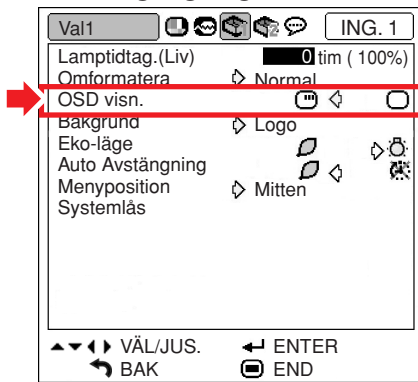 Val1 ING. 1
Lamptidtag.(Liv) 0 tim ( 100%)
Omformatera Normal
OSD visn.
Bakgrund Logo
Eko-läge
Auto Avstängning
Menyposition Mitten
Systemlås
VÄL/JUS. ENTER
BAK END